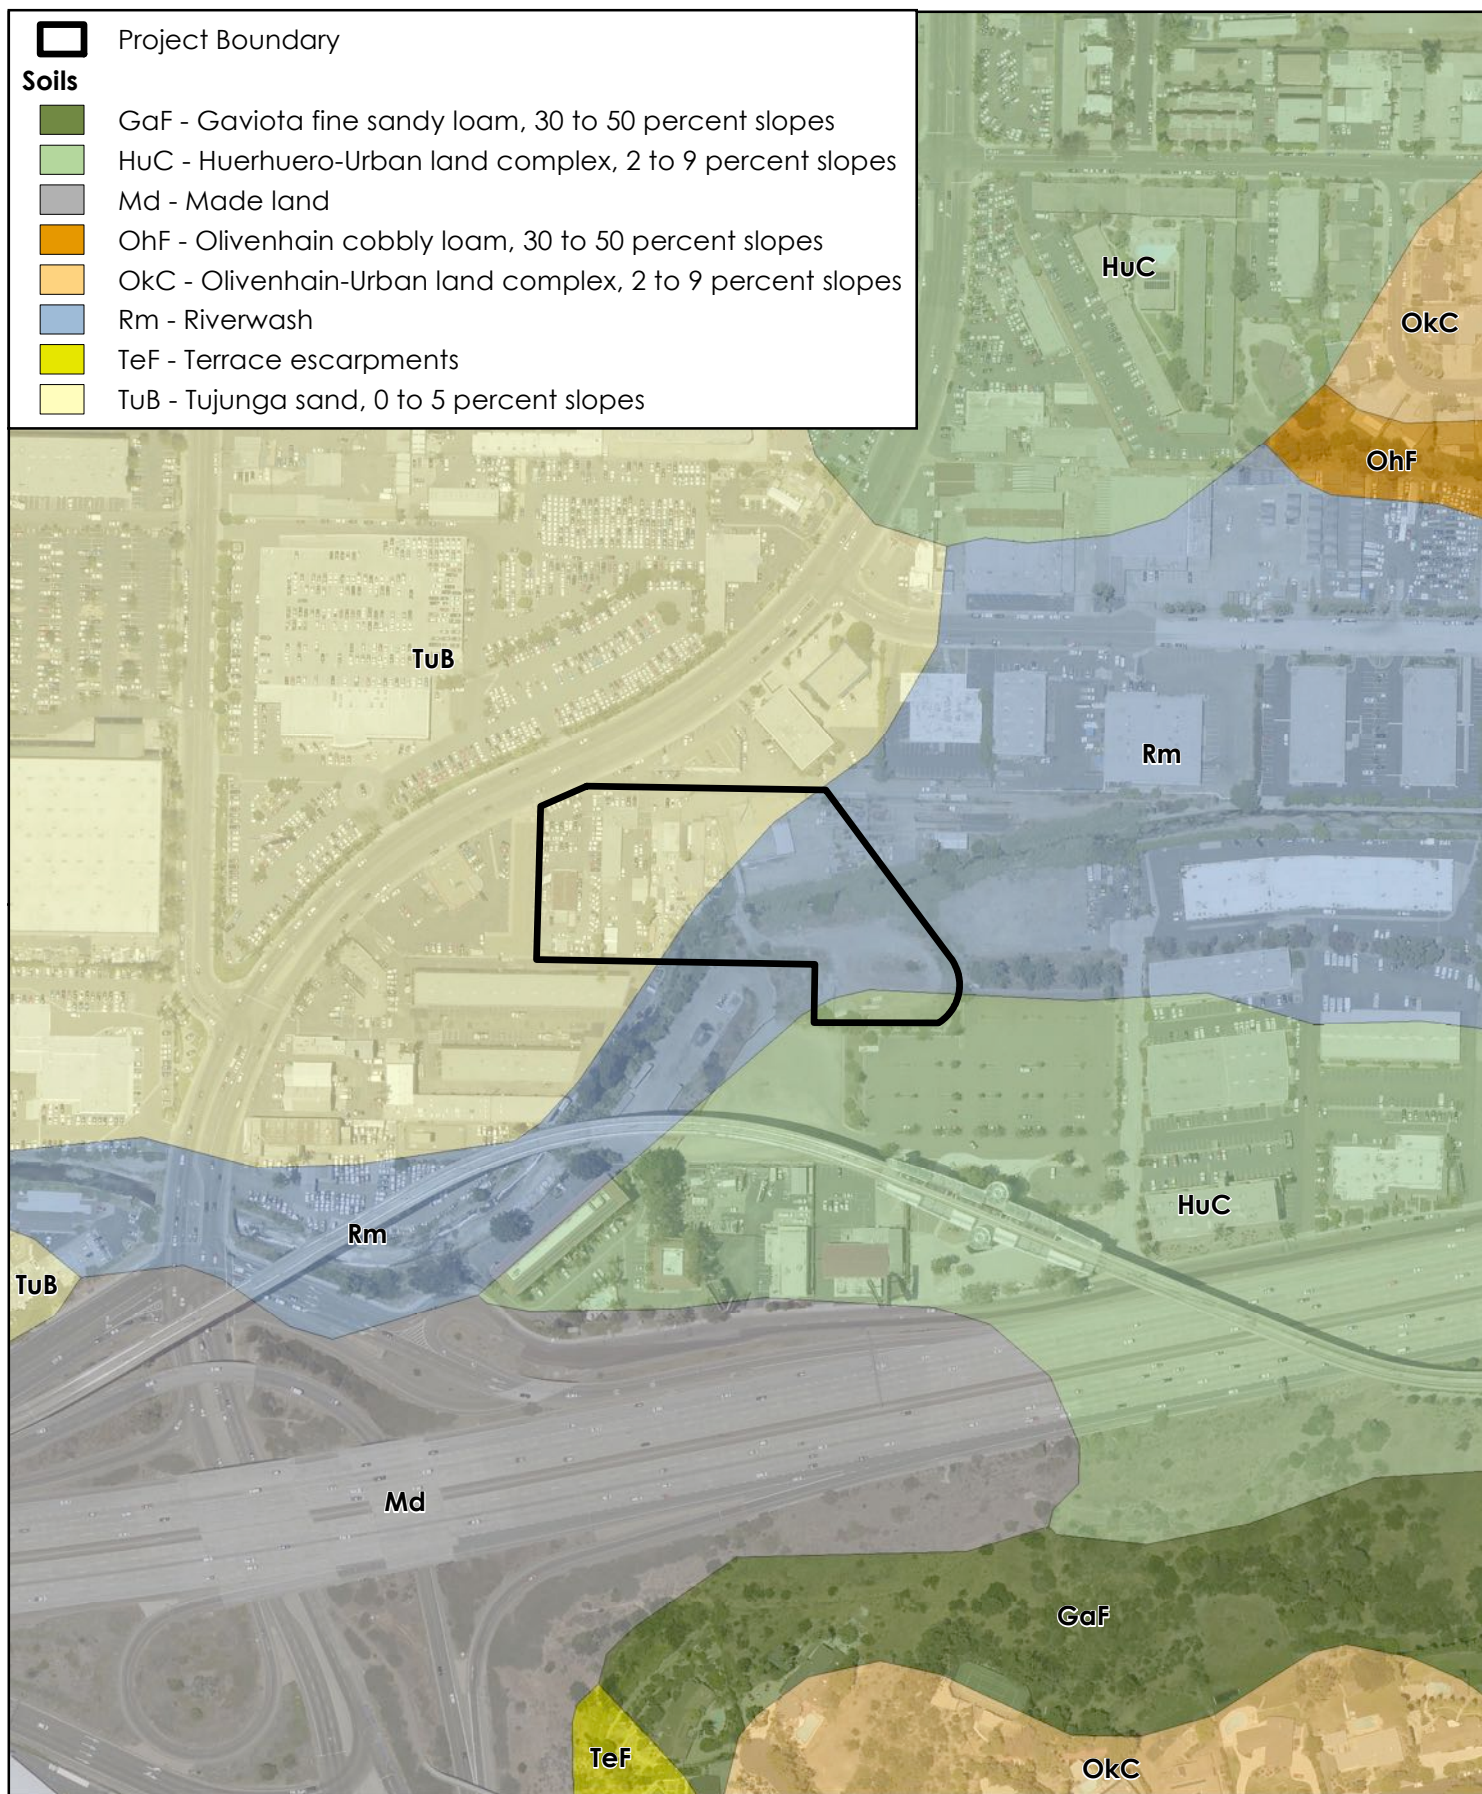 Project Boundary
Soils
GaF - Gaviota fine sandy loam, 30 to 50 percent slopes
HuC - Huerhuero-Urban land complex, 2 to 9 percent slopes
Md - Made land
OhF - Olivenhain cobbly loam, 30 to 50 percent slopes
OkC - Olivenhain-Urban land complex, 2 to 9 percent slopes
Rm - Riverwash
TeF - Terrace escarpments
TuB - Tujunga sand, 0 to 5 percent slopes
HuC
OkC
OhF
TuB
Rm
HuC
Rm
TuB
Md
GaF
TeF
OkC